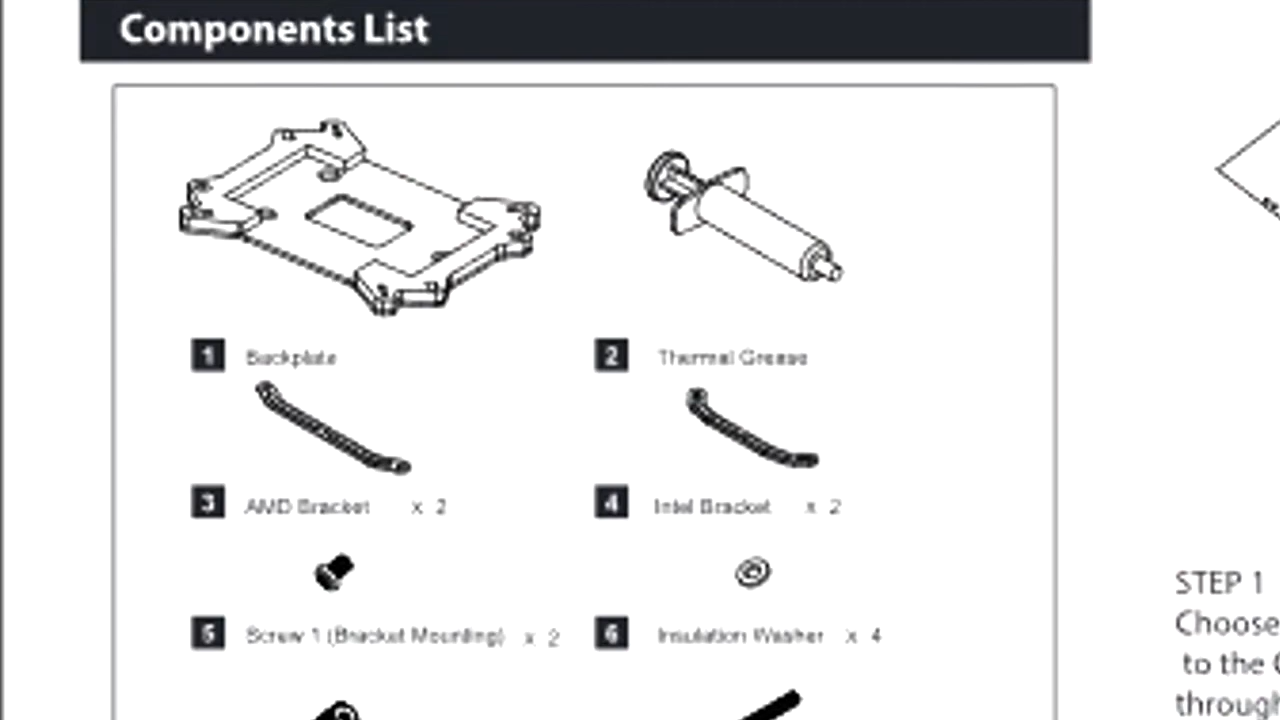 Components List
1 Backplate
2 Thermal Grease
3 AMD Bracket x 2
4 Intel Bracket x 2
5 Screw 1 (Bracket Mounting) x 2
6 Insulation Washer x 4
STEP 1
Choose
to the
through